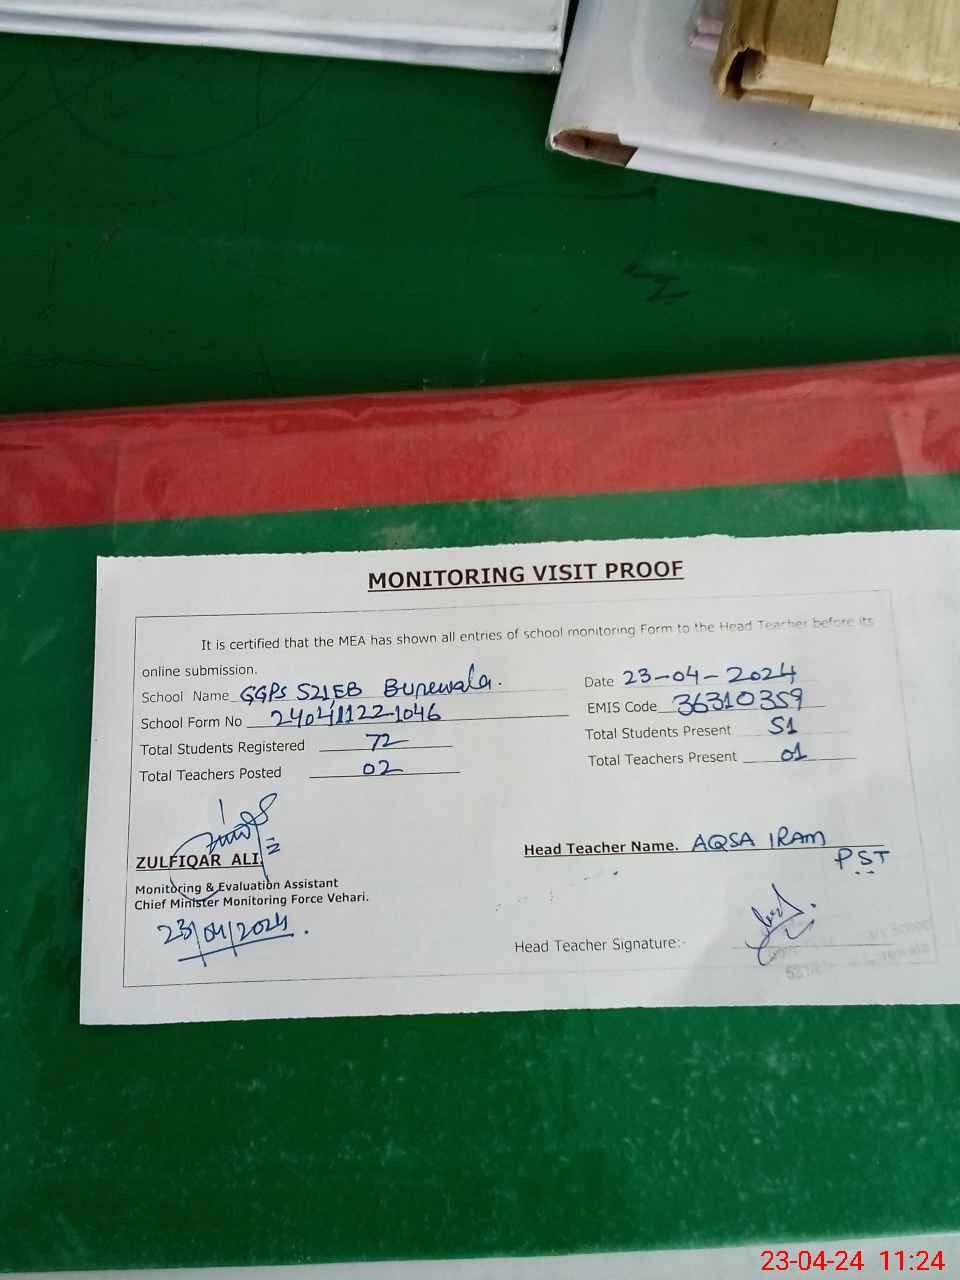 MONITORING VISIT PROOF
It is certified that the MEA has shown all entries of school monitoring Form to the Head Teacher before its
online submission.
School Name GGPS 521/EB Burewala. Date 23-04-2024
School Form No 24041122-1046 EMIS Code 36310359
Total Students Registered 72 Total Students Present 51
Total Teachers Posted 02 Total Teachers Present 01
ZULFIQAR ALI
Monitoring & Evaluation Assistant
Chief Minister Monitoring Force Vehari.
23/04/2024.
Head Teacher Name. AQSA IRAM
PST
Head Teacher Signature:-
23-04-24 11:24